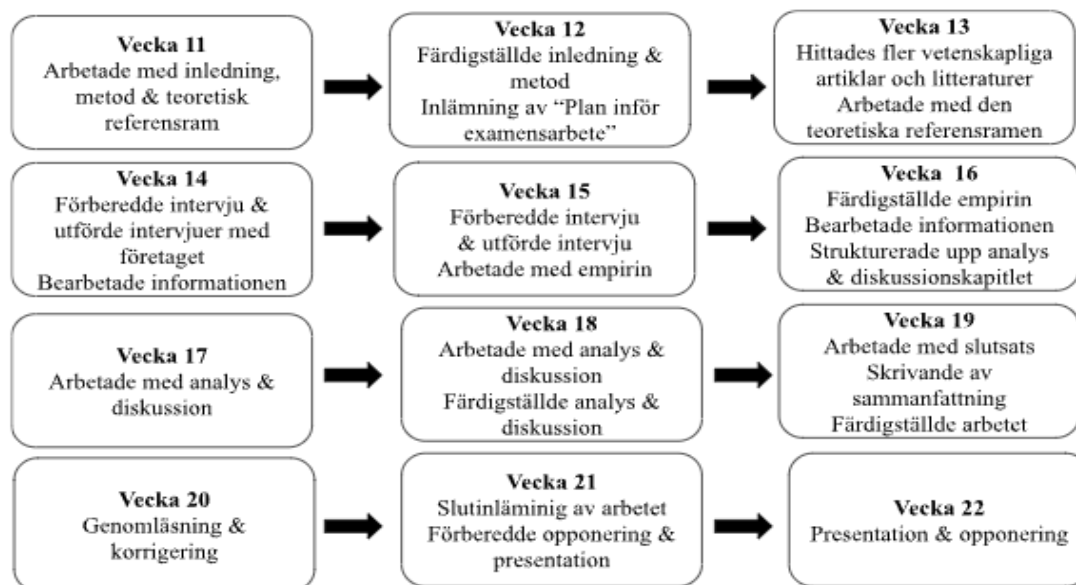 Vecka 11
Arbetade med inledning,
metod & teoretisk
referensram
Vecka 12
Färdigställde inledning &
metod
Inlämning av “Plan inför
examensarbete”
Vecka 13
Hittades fler vetenskapliga
artiklar och litteraturer
Arbetade med den
teoretiska referensramen
Vecka 14
Förberedde intervju &
utförde intervjuer med
företaget
Bearbetade informationen
Vecka 15
Förberedde intervju
& utförde intervju
Arbetade med empirin
Vecka 16
Färdigställde empirin
Bearbetade informationen
Strukturerade upp analys
& diskussionskapitlet
Vecka 17
Arbetade med analys &
diskussion
Vecka 18
Arbetade med analys &
diskussion
Färdigställde analys &
diskussion
Vecka 19
Arbetade med slutsats
Skrivande av
sammanfattning
Färdigställde arbetet
Vecka 20
Genomläsning &
korrigering
Vecka 21
Slutinläminig av arbetet
Förberedde opponering &
presentation
Vecka 22
Presentation & opponering